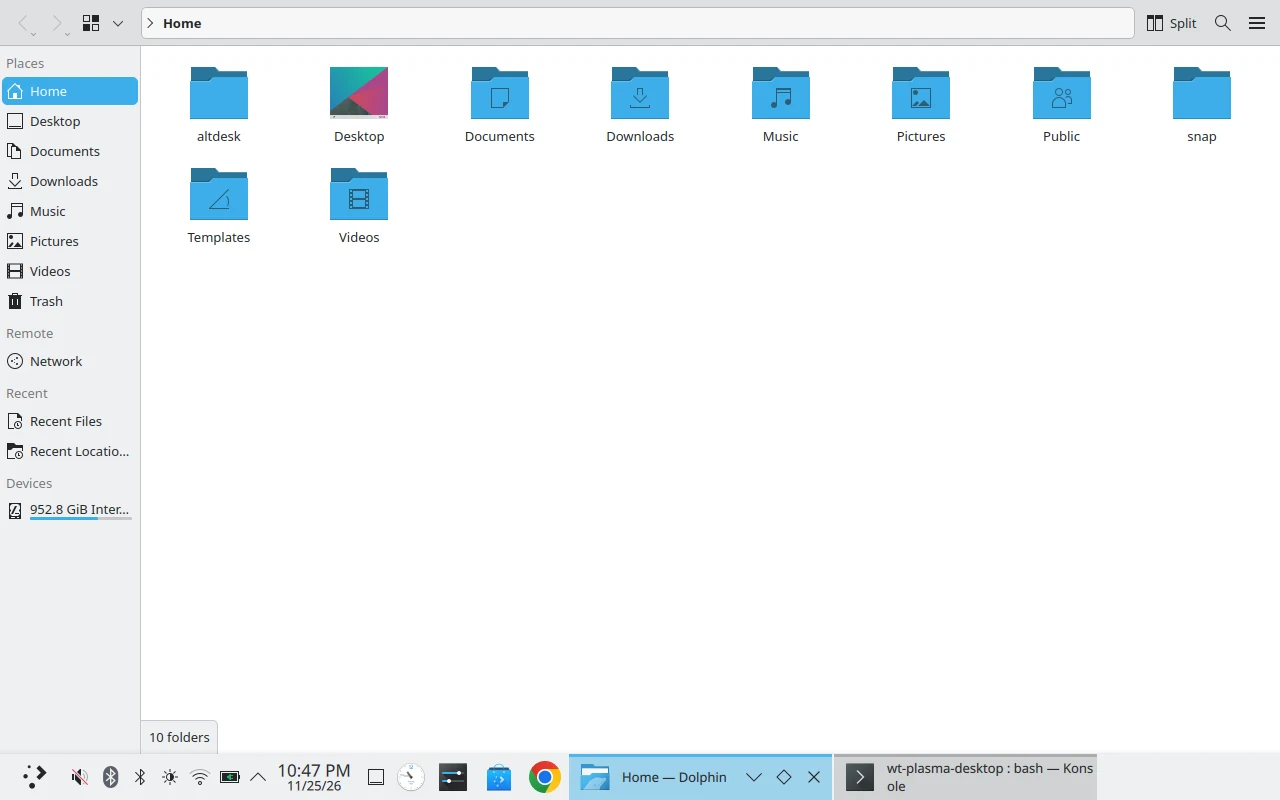 Home
Split
Places
Home
Desktop
Documents
Downloads
Music
Pictures
Videos
Trash
Remote
Network
Recent
Recent Files
Recent Locatio...
Devices
952.8 GiB Inter...
altdesk
Desktop
Documents
Downloads
Music
Pictures
Public
snap
Templates
Videos
10 folders
10:47 PM
11/25/26
Home — Dolphin
wt-plasma-desktop : bash — Kons
ole